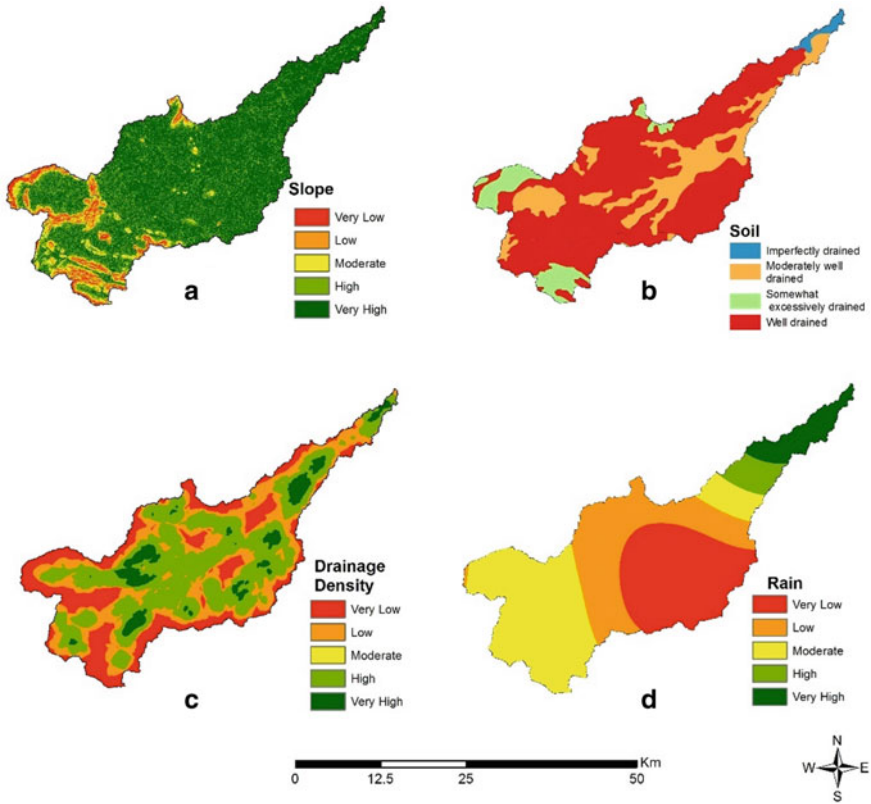 Slope
Very Low
Low
Moderate
High
Very High
a
Soil
Imperfectly drained
Moderately well
drained
Somewhat
excessively drained
Well drained
b
Drainage
Density
Very Low
Low
Moderate
High
Very High
c
Rain
Very Low
Low
Moderate
High
Very High
d
Km
0 12.5 25 50
N
W E
S